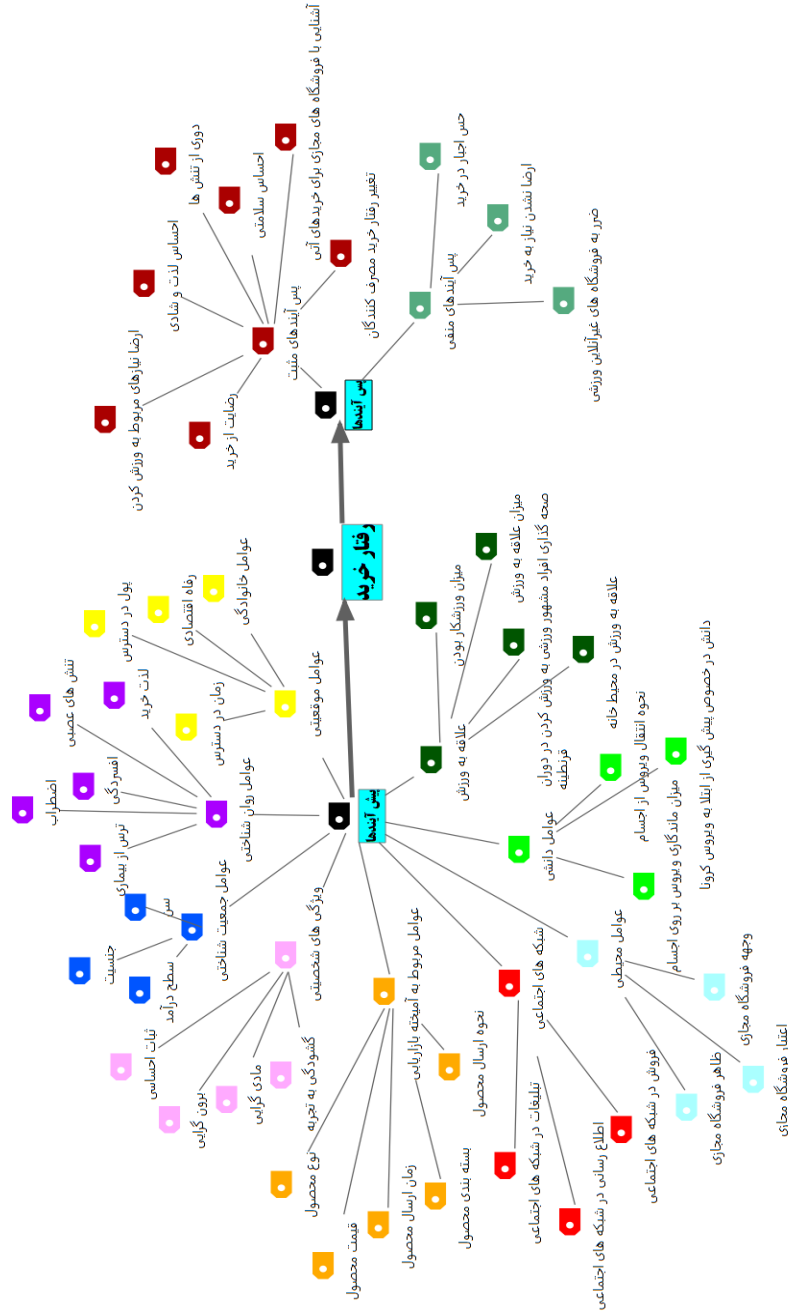 رفتار خرید
پیش آیندها
پس آیندها
پس آیندهای مثبت
ارضا نیازهای مربوط به ورزش کردن
رضایت از خرید
احساس لذت و شادی
دوری از تنش ها
احساس سلامتی
آشنایی با فروشگاه های مجازی برای خریدهای آتی
تغییر رفتار خرید مصرف کنندگان
پس آیندهای منفی
حس اجبار در خرید
ارضا نشدن نیاز به خرید
ضرر به فروشگاه های غیرآنلاین ورزشی
عوامل موقعیتی
زمان در دسترس
پول در دسترس
رفاه اقتصادی
عوامل خانوادگی
عوامل روان شناختی
ترس از بیماری
اضطراب
افسردگی
تنش های عصبی
لذت خرید
عوامل جمعیت شناختی
سن
جنسیت
سطح درآمد
ویژگی های شخصیتی
ثبات احساسی
برون گرایی
مادی گرایی
گشودگی به تجربه
عوامل مربوط به آمیخته بازاریابی
نوع محصول
قیمت محصول
زمان ارسال محصول
بسته بندی محصول
نحوه ارسال محصول
شبکه های اجتماعی
تبلیغات در شبکه های اجتماعی
اطلاع رسانی در شبکه های اجتماعی
فروش در شبکه های اجتماعی
عوامل محیطی
ظاهر فروشگاه مجازی
اعتبار فروشگاه مجازی
وجهه فروشگاه مجازی
عوامل دانشی
میزان ماندگاری ویروس بر روی اجسام
نحوه انتقال ویروس از اجسام
دانش در خصوص پیش گیری از ابتلا به ویروس کرونا
علاقه به ورزش
میزان ورزشکار بودن
میزان علاقه به ورزش
صحه گذاری افراد مشهور ورزشی به ورزش کردن در دوران
قرنطینه
علاقه به ورزش در محیط خانه